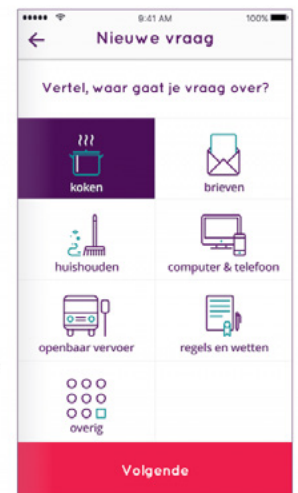 9:41 AM 100%
Nieuwe vraag
Vertel, waar gaat je vraag over?
koken brieven
huishouden computer & telefoon
openbaar vervoer regels en wetten
overig
Volgende